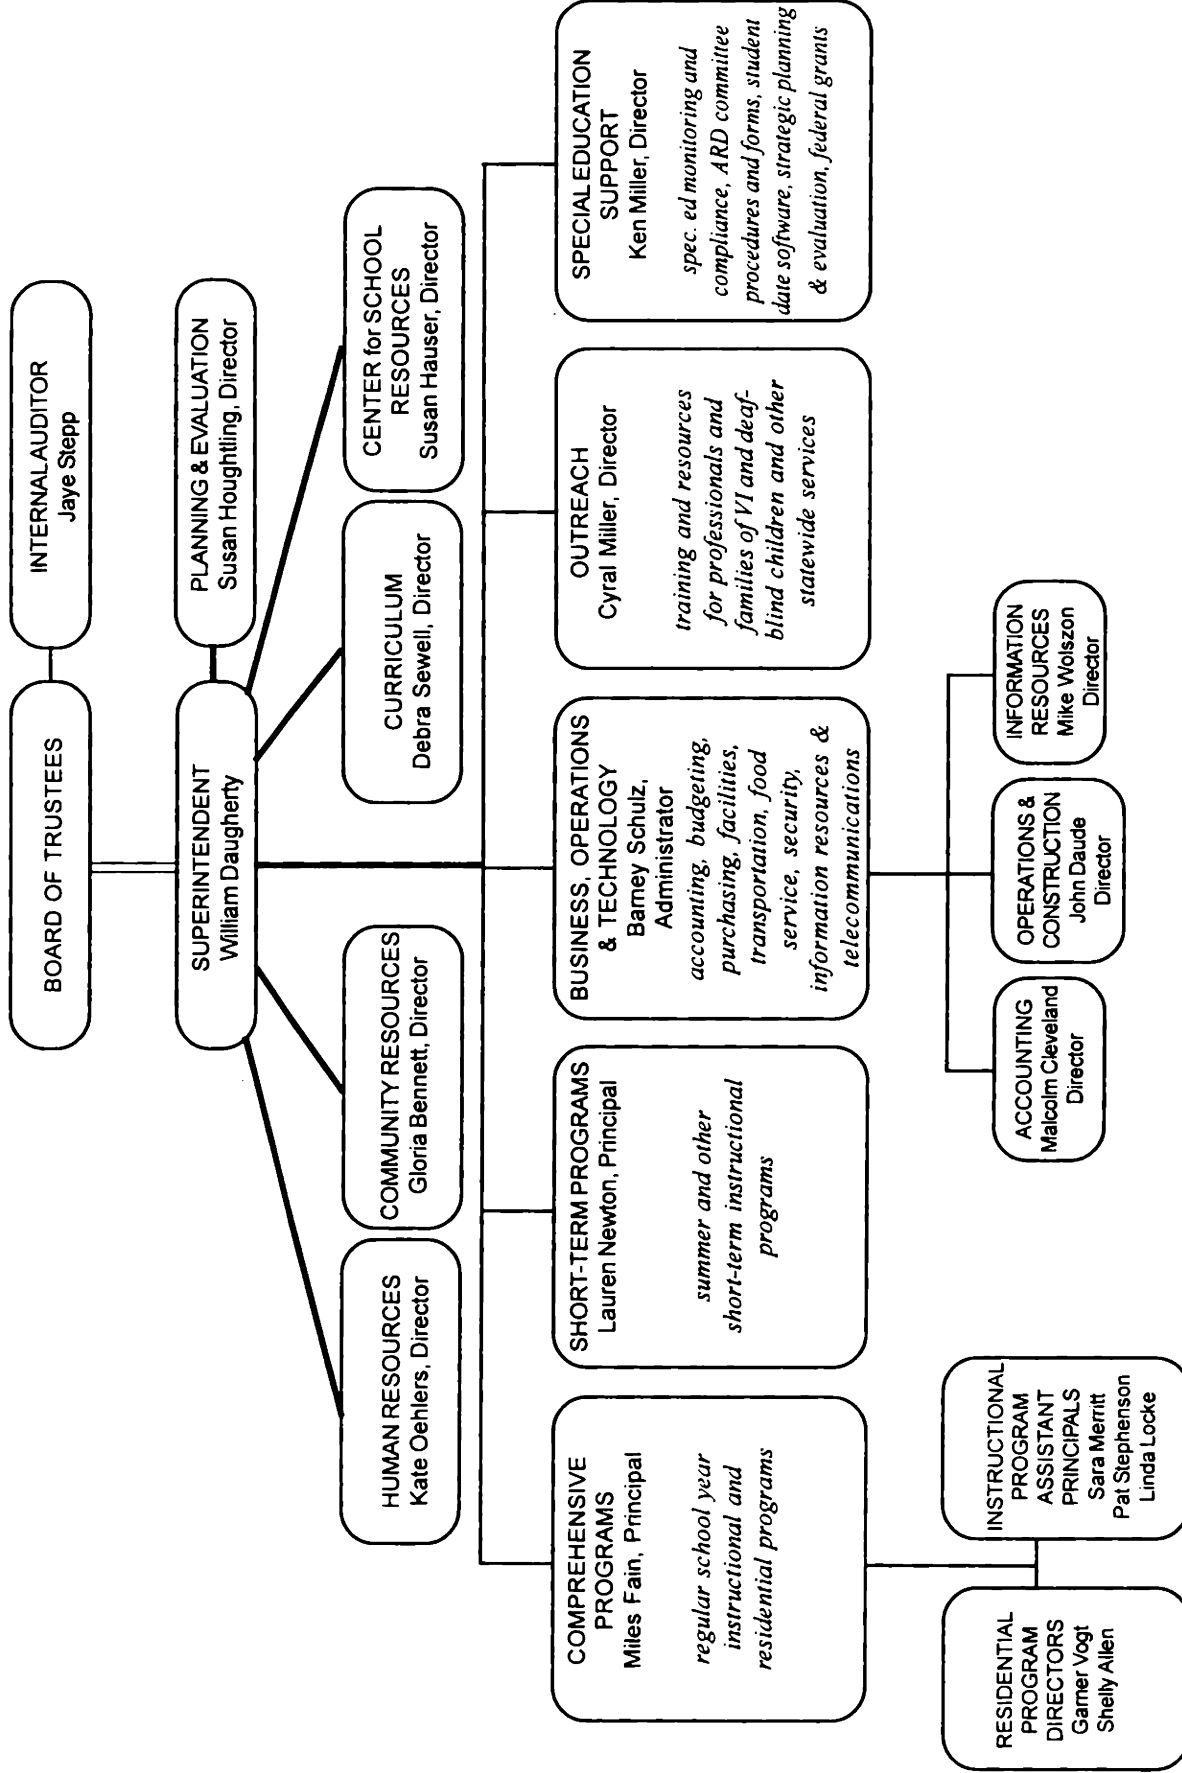 BOARD OF TRUSTEES
INTERNALAUDITOR
Jaye Stepp
SUPERINTENDENT
William Daugherty
PLANNING & EVALUATION
Susan Houghtling, Director
HUMAN RESOURCES
Kate Oehlers, Director
COMMUNITY RESOURCES
Gloria Bennett, Director
CURRICULUM
Debra Sewell, Director
CENTER for SCHOOL
RESOURCES
Susan Hauser, Director
COMPREHENSIVE
PROGRAMS
Miles Fain, Principal
regular school year
instructional and
residential programs
SHORT-TERM PROGRAMS
Lauren Newton, Principal
summer and other
short-term instructional
programs
BUSINESS, OPERATIONS
& TECHNOLOGY
Barney Schulz,
Administrator
accounting, budgeting,
purchasing, facilities,
transportation, food
service, security,
information resources &
telecommunications
OUTREACH
Cyral Miller, Director
training and resources
for professionals and
families of VI and deaf-
blind children and other
statewide services
SPECIAL EDUCATION
SUPPORT
Ken Miller, Director
spec. ed monitoring and
compliance, ARD committee
procedures and forms, student
date software, strategic planning
& evaluation, federal grants
RESIDENTIAL
PROGRAM
DIRECTORS
Garner Vogt
Shelly Allen
INSTRUCTIONAL
PROGRAM
ASSISTANT
PRINCIPALS
Sara Merritt
Pat Stephenson
Linda Locke
ACCOUNTING
Malcolm Cleveland
Director
OPERATIONS &
CONSTRUCTION
John Daude
Director
INFORMATION
RESOURCES
Mike Wolszon
Director